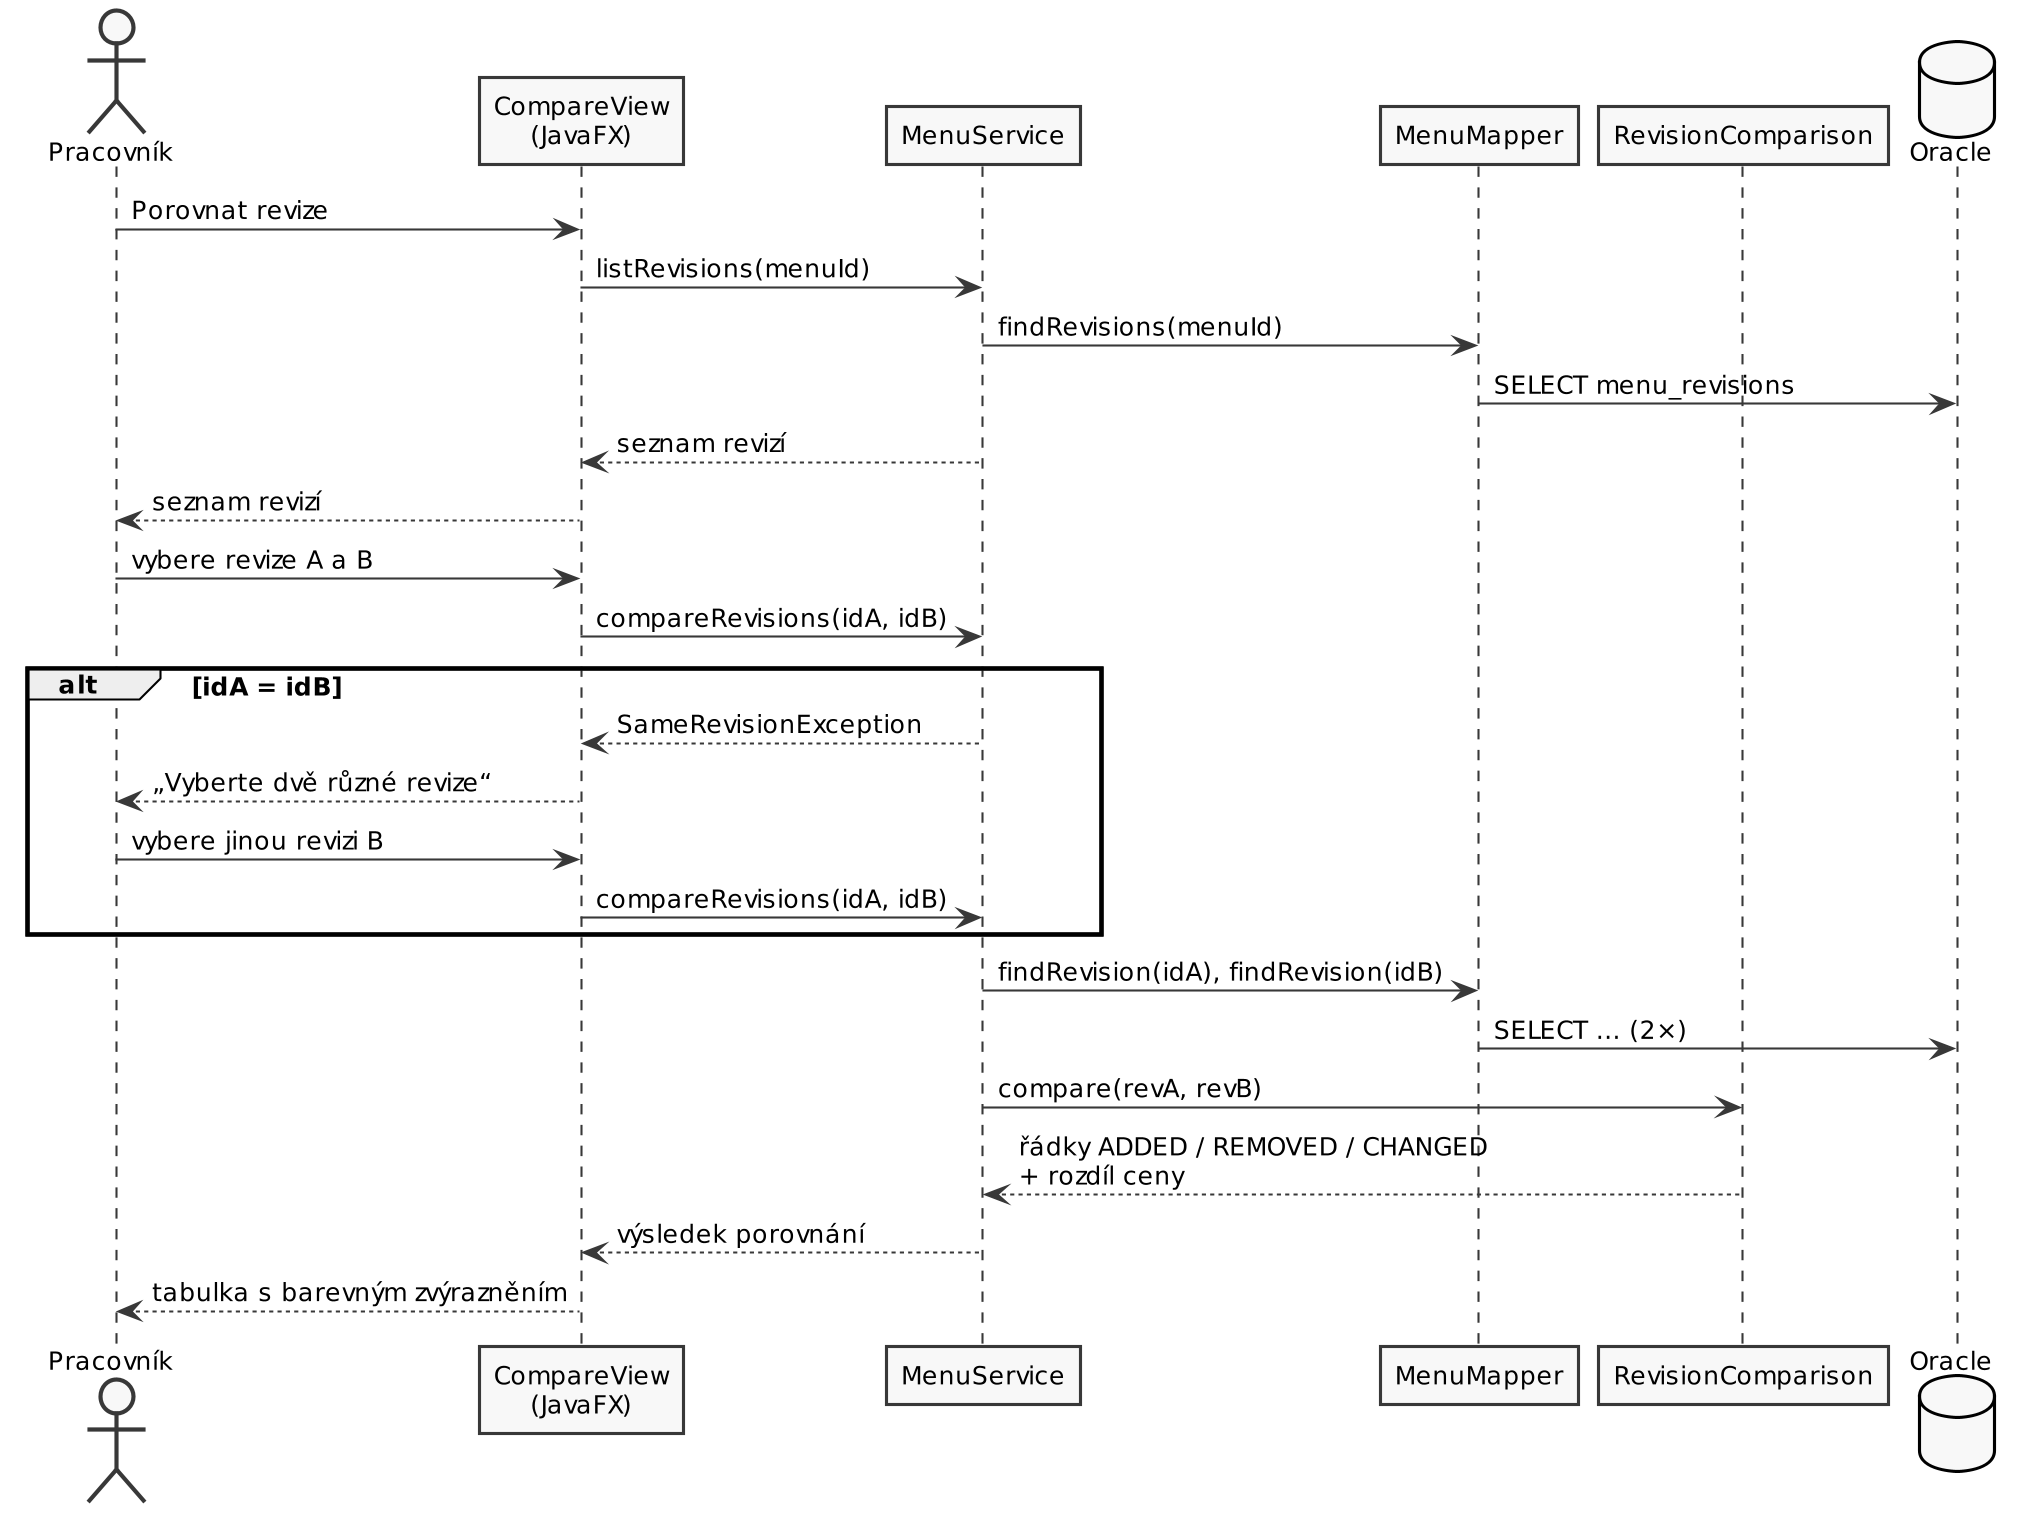 Pracovník
CompareView
(JavaFX)
MenuService
MenuMapper
RevisionComparison
Oracle
Porovnat revize
listRevisions(menuId)
findRevisions(menuId)
SELECT menu_revisions
seznam revizí
seznam revizí
vybere revize A a B
compareRevisions(idA, idB)
alt [idA = idB]
SameRevisionException
„Vyberte dvě různé revize“
vybere jinou revizi B
compareRevisions(idA, idB)
findRevision(idA), findRevision(idB)
SELECT ... (2×)
compare(revA, revB)
řádky ADDED / REMOVED / CHANGED
+ rozdíl ceny
výsledek porovnání
tabulka s barevným zvýrazněním
Pracovník
CompareView
(JavaFX)
MenuService
MenuMapper
RevisionComparison
Oracle